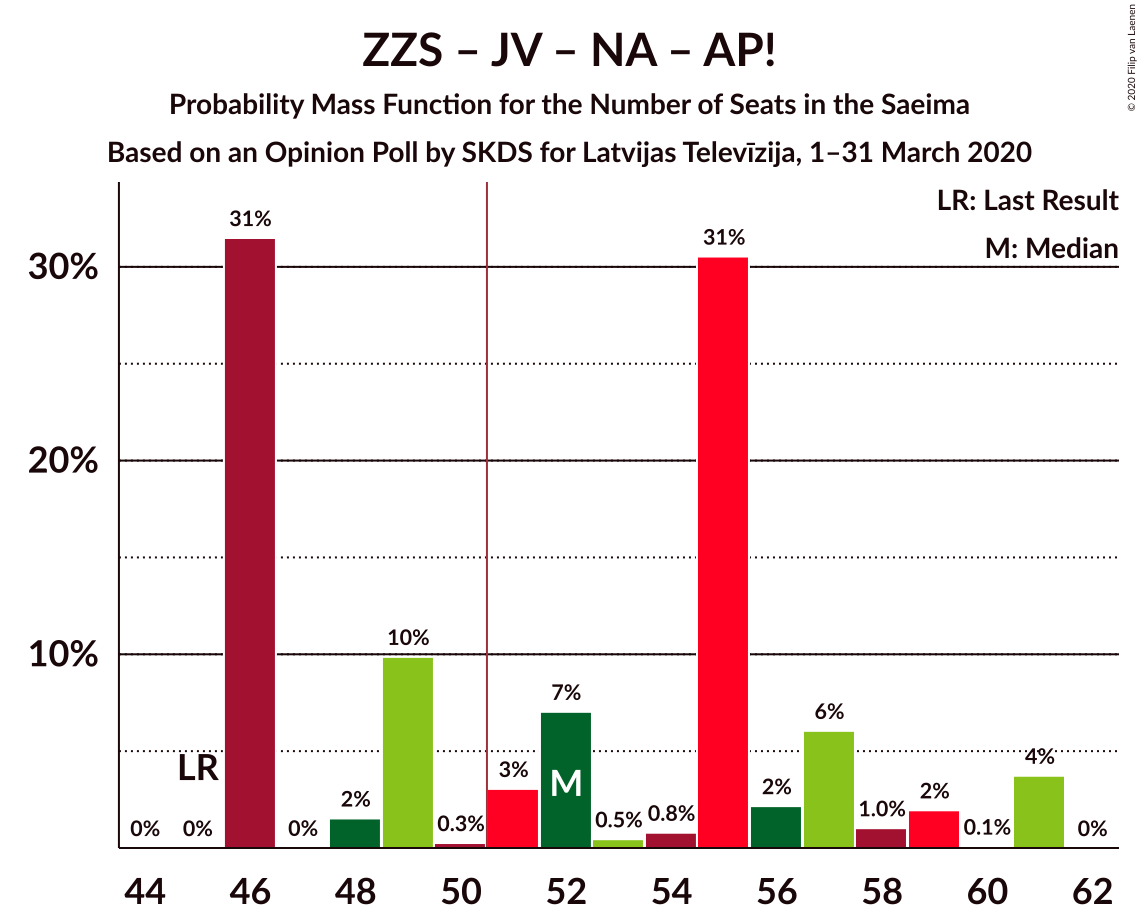 ZZS – JV – NA – AP!
Probability Mass Function for the Number of Seats in the Saeima
Based on an Opinion Poll by SKDS for Latvijas Televīzija, 1–31 March 2020
© 2020 Filip van Laenen
LR: Last Result
M: Median
30%
20%
10%
0%
0%
31%
0%
2%
10%
0.3%
3%
7%
0.5%
0.8%
31%
2%
6%
1.0%
2%
0.1%
4%
0%
LR
M
44 46 48 50 52 54 56 58 60 62